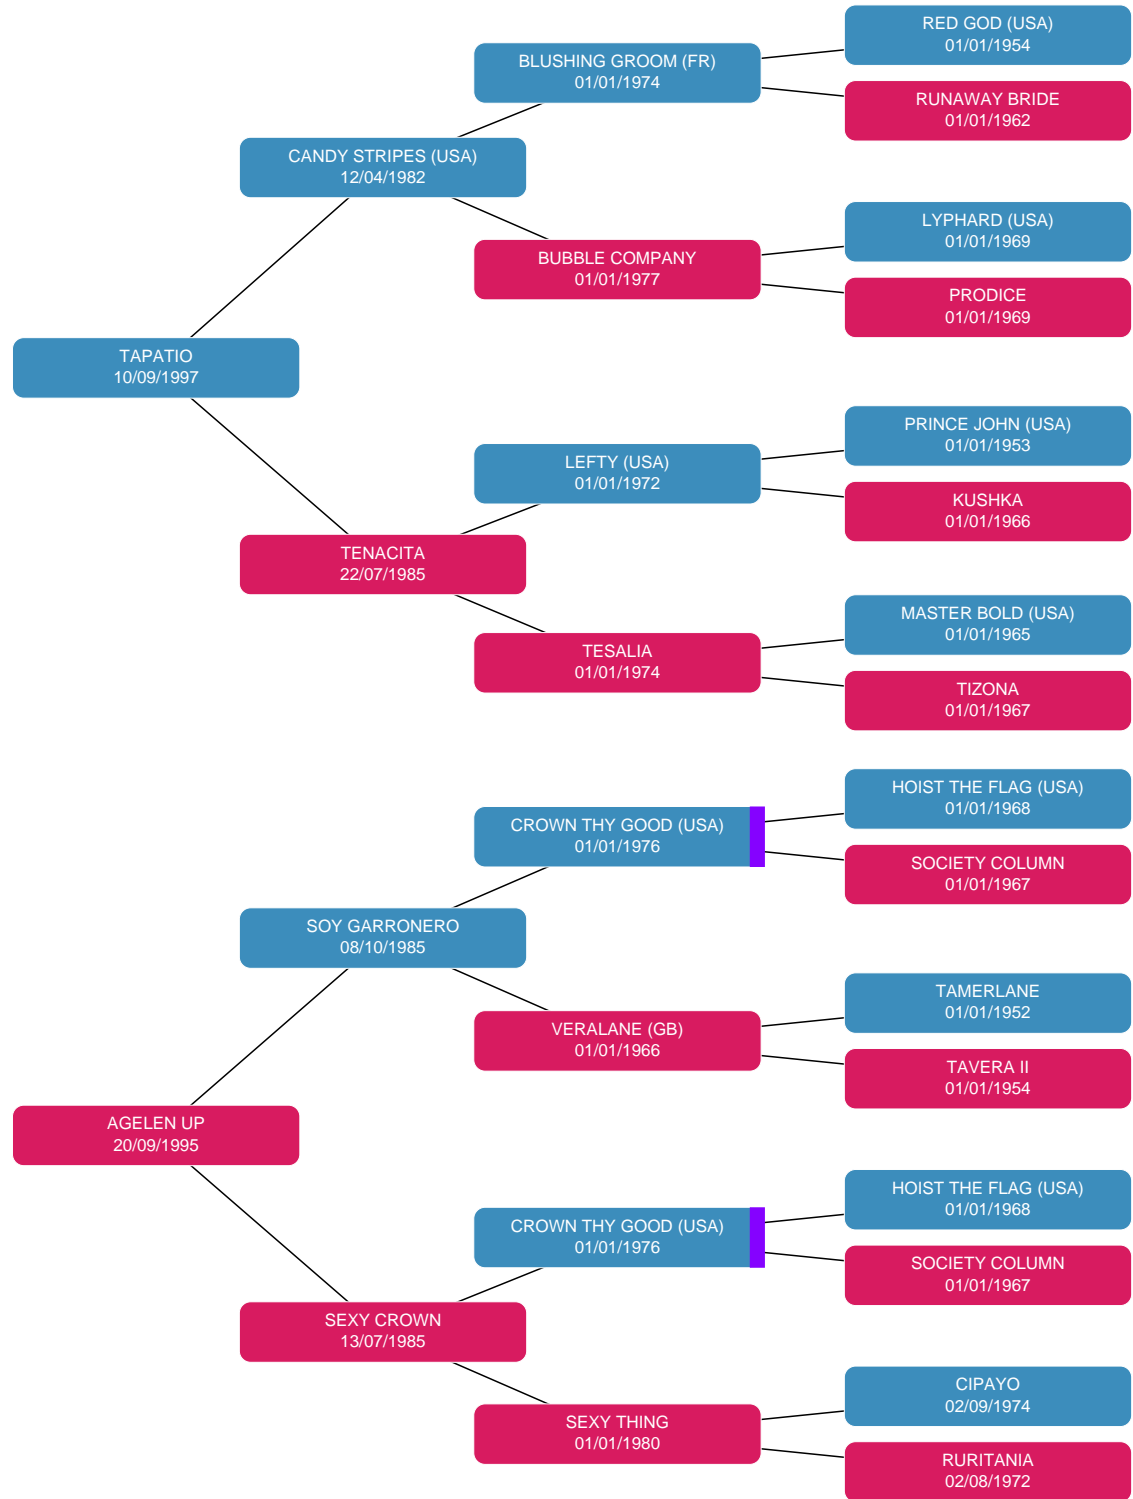 RED GOD (USA)
01/01/1954
BLUSHING GROOM (FR)
01/01/1974
RUNAWAY BRIDE
01/01/1962
CANDY STRIPES (USA)
12/04/1982
LYPHARD (USA)
01/01/1969
BUBBLE COMPANY
01/01/1977
PRODICE
01/01/1969
TAPATIO
10/09/1997
PRINCE JOHN (USA)
01/01/1953
LEFTY (USA)
01/01/1972
KUSHKA
01/01/1966
TENACITA
22/07/1985
MASTER BOLD (USA)
01/01/1965
TESALIA
01/01/1974
TIZONA
01/01/1967
HOIST THE FLAG (USA)
01/01/1968
CROWN THY GOOD (USA)
01/01/1976
SOCIETY COLUMN
01/01/1967
SOY GARRONERO
08/10/1985
TAMERLANE
01/01/1952
VERALANE (GB)
01/01/1966
TAVERA II
01/01/1954
AGELEN UP
20/09/1995
HOIST THE FLAG (USA)
01/01/1968
CROWN THY GOOD (USA)
01/01/1976
SOCIETY COLUMN
01/01/1967
SEXY CROWN
13/07/1985
CIPAYO
02/09/1974
SEXY THING
01/01/1980
RURITANIA
02/08/1972